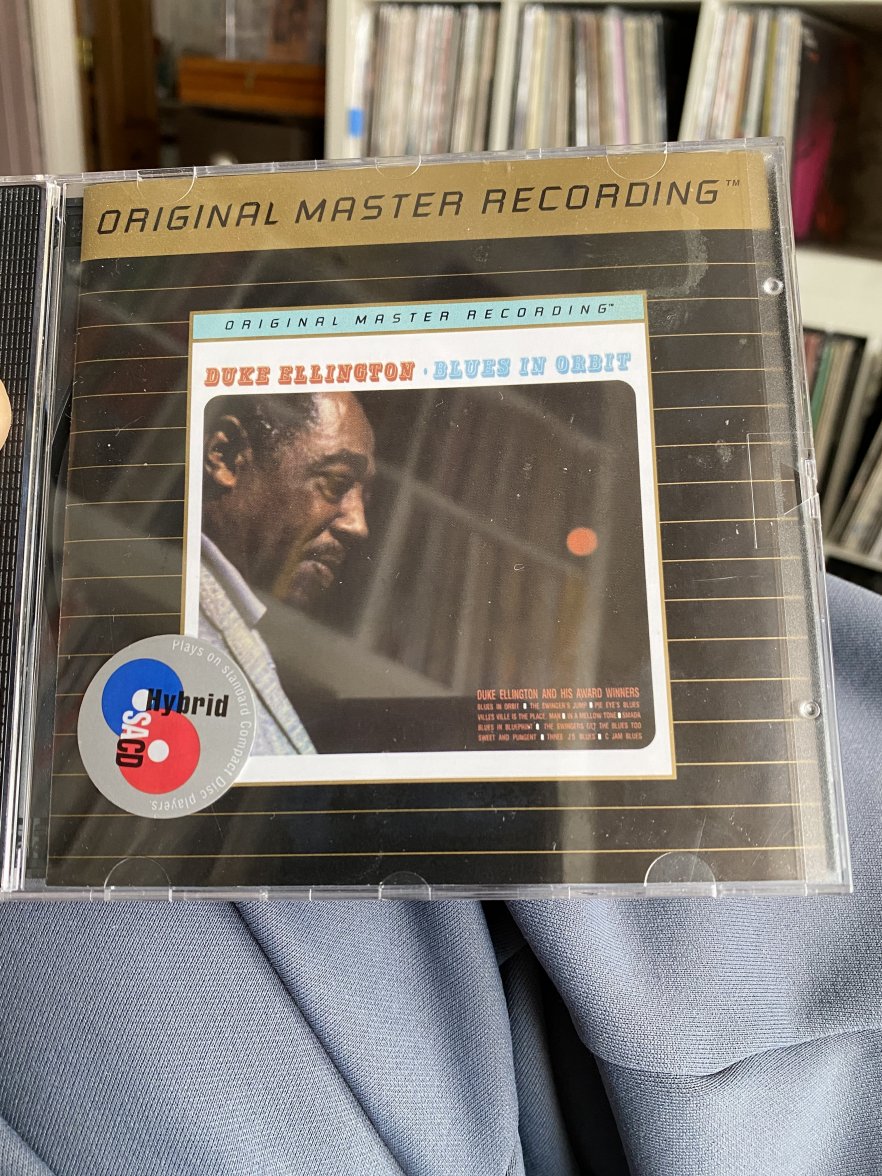 ORIGINAL MASTER RECORDING™
ORIGINAL MASTER RECORDING™
DUKE ELLINGTON · BLUES IN ORBIT
DUKE ELLINGTON AND HIS AWARD WINNERS
BLUES IN ORBIT ▮ THE SWINGER'S JUMP ▮ PIE EYE'S BLUES
VILLES VILLE IS THE PLACE, MAN ▮ IN A MELLOW TONE ▮ SMADA
BLUES IN BLUEPRINT ▮ THE SWINGERS GET THE BLUES TOO
SWEET AND PUNGENT ▮ THREE J'S BLUES ▮ C JAM BLUES
Hybrid
SACD
Plays on standard Compact Disc players.